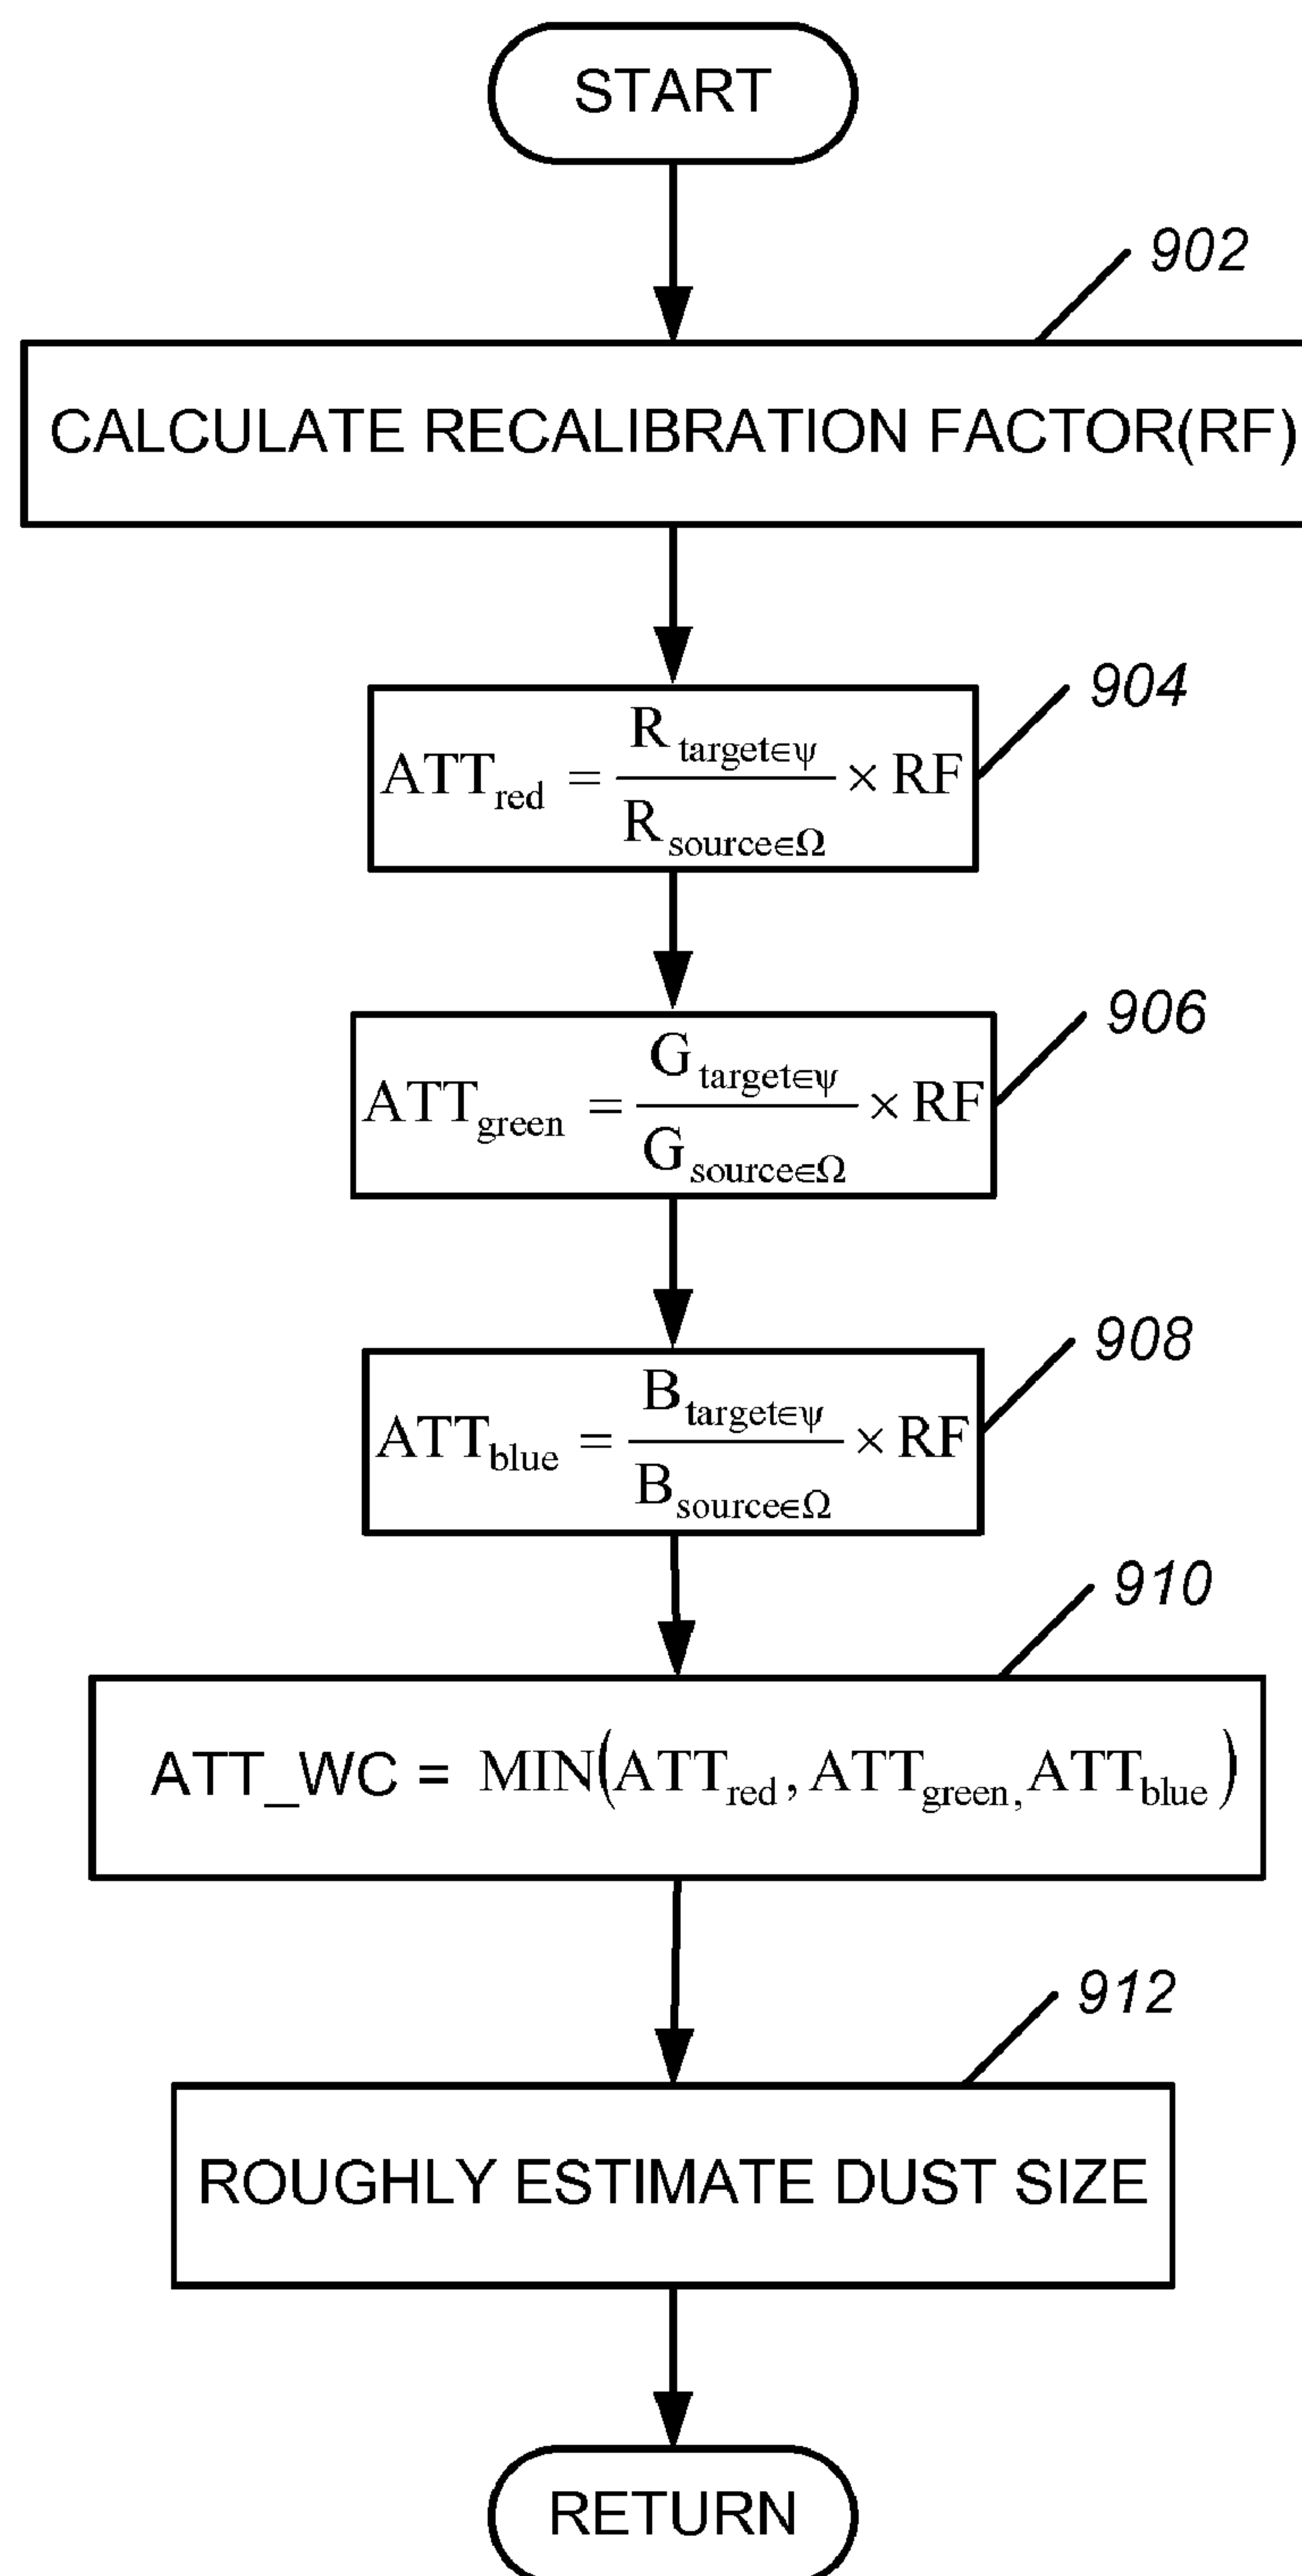 START
902
CALCULATE RECALIBRATION FACTOR(RF)
904
ATT_red = R_target∈ψ / R_source∈Ω × RF
906
ATT_green = G_target∈ψ / G_source∈Ω × RF
908
ATT_blue = B_target∈ψ / B_source∈Ω × RF
910
ATT_WC = MIN(ATT_red, ATT_green, ATT_blue)
912
ROUGHLY ESTIMATE DUST SIZE
RETURN